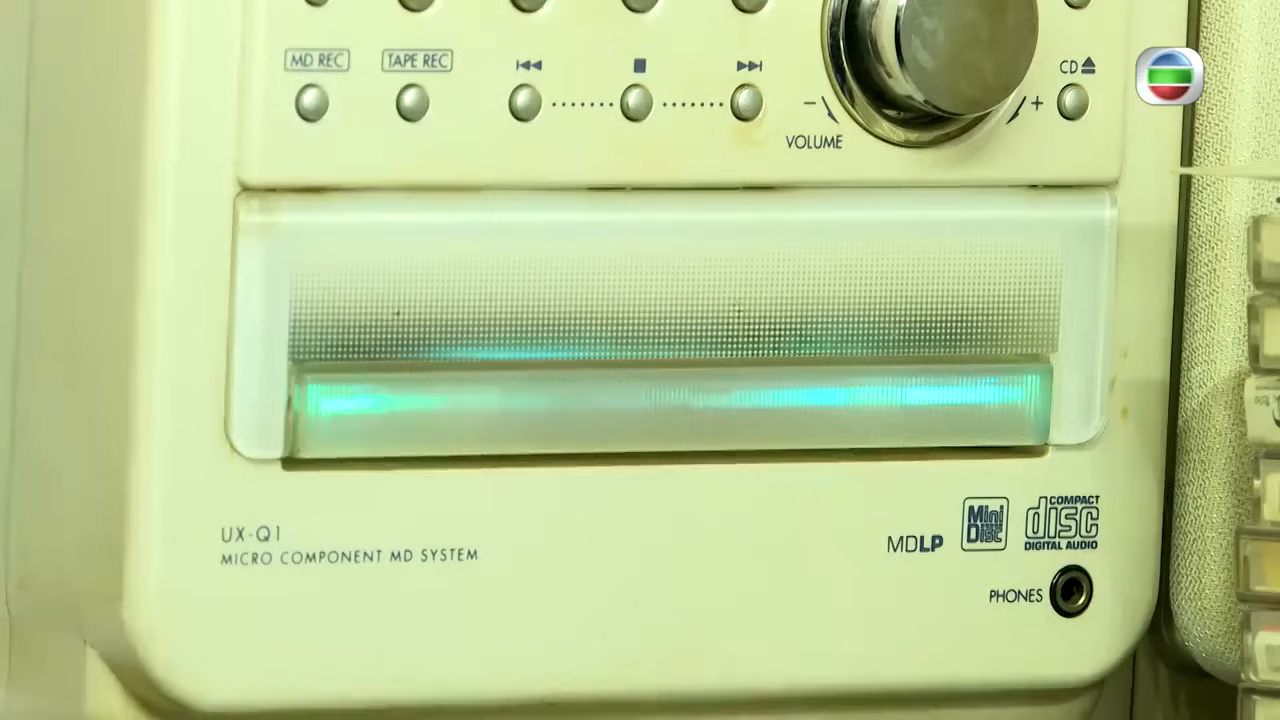 MD REC
TAPE REC
VOLUME
CD
UX-Q1
MICRO COMPONENT MD SYSTEM
MDLP
Mini Disc
COMPACT
disc
DIGITAL AUDIO
PHONES